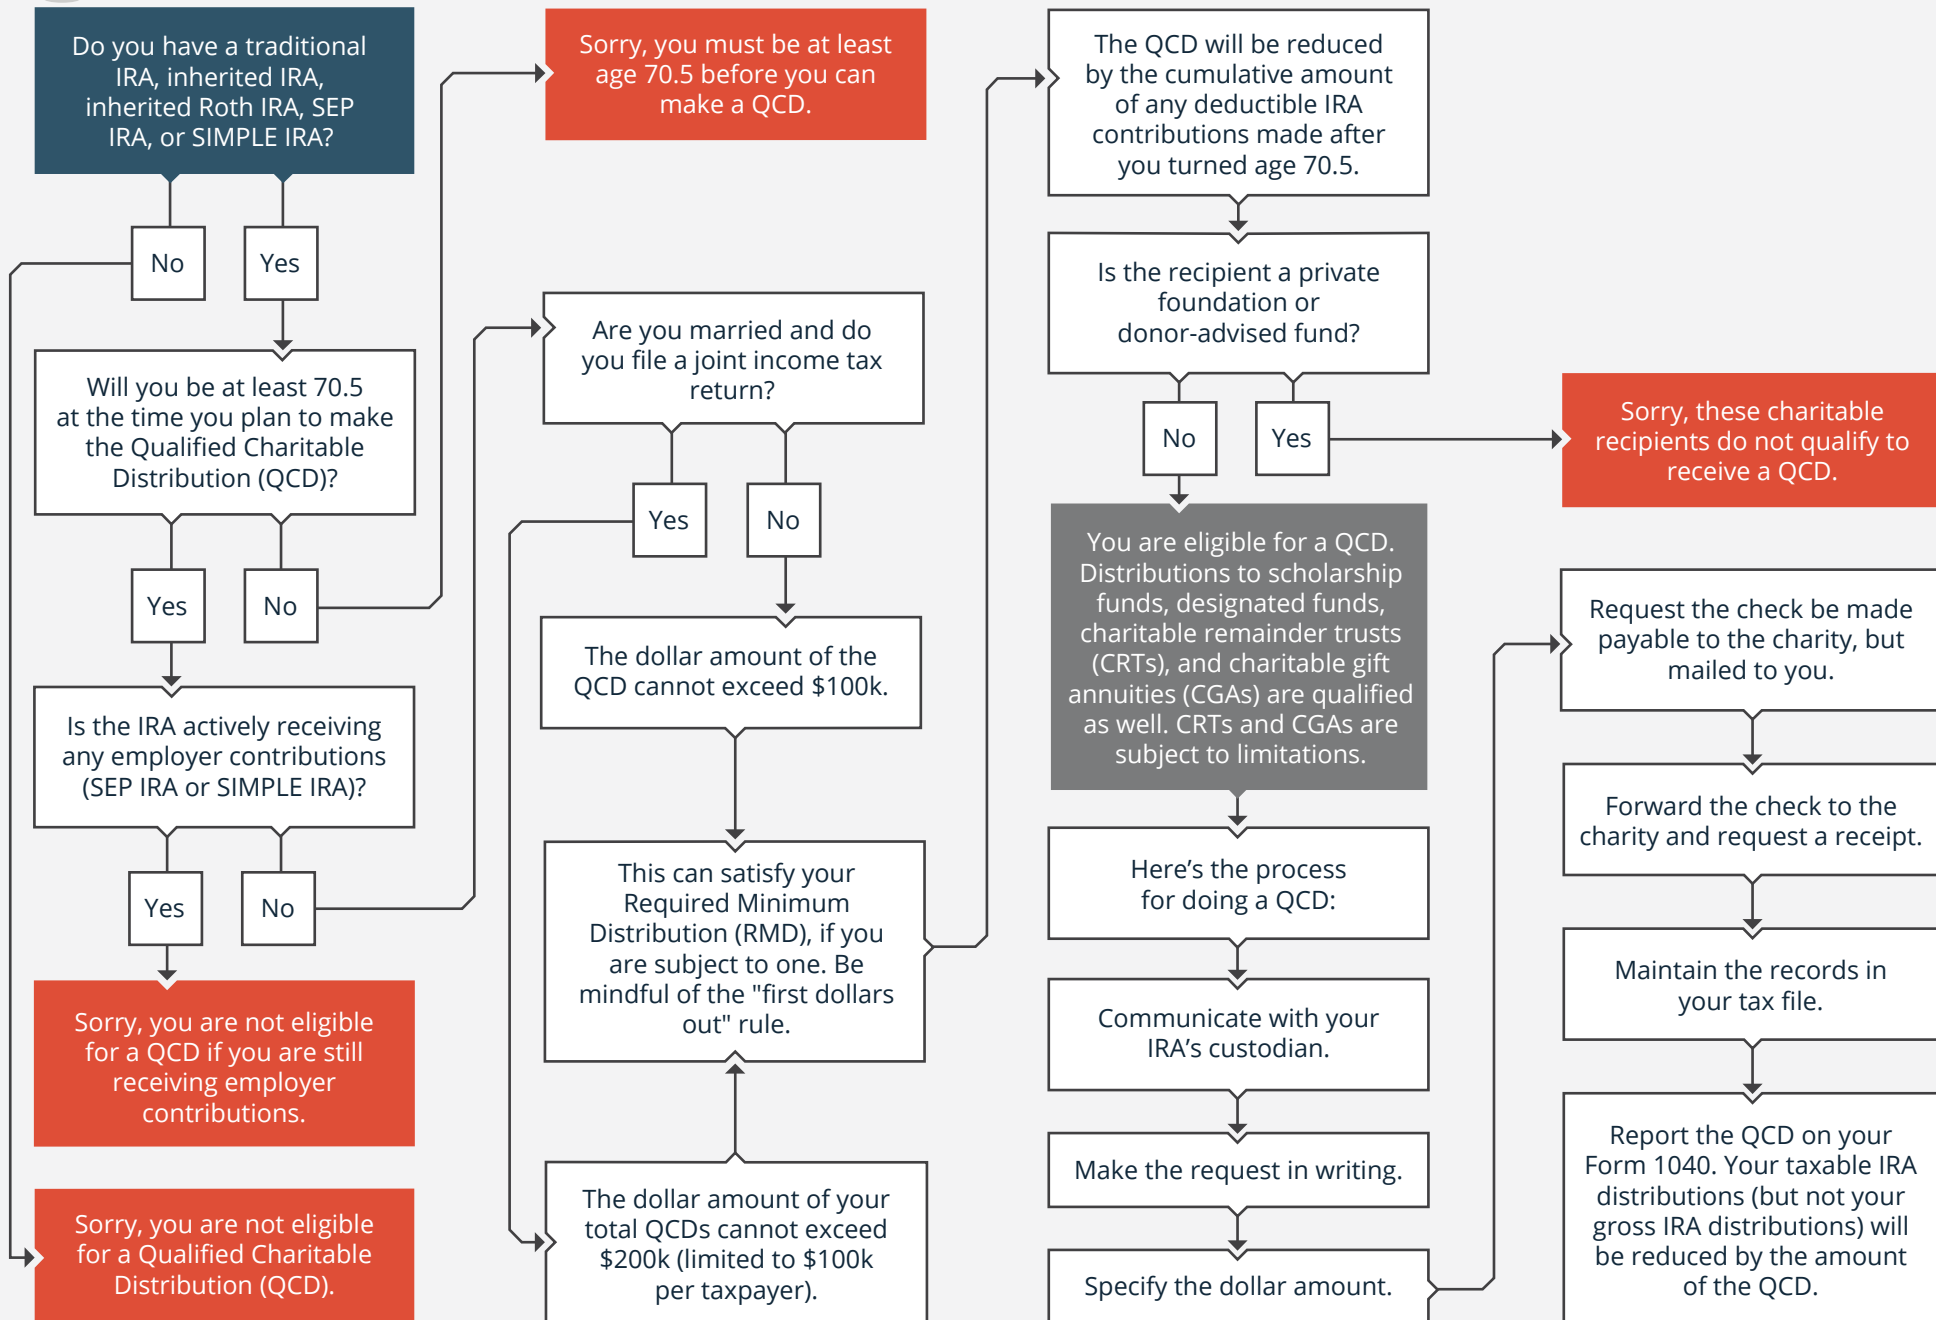 Do you have a traditional
IRA, inherited IRA,
inherited Roth IRA, SEP
IRA, or SIMPLE IRA?
No
Yes
Will you be at least 70.5
at the time you plan to make
the Qualified Charitable
Distribution (QCD)?
Yes
No
Is the IRA actively receiving
any employer contributions
(SEP IRA or SIMPLE IRA)?
Yes
No
Sorry, you are not eligible
for a QCD if you are still
receiving employer
contributions.
Sorry, you are not eligible
for a Qualified Charitable
Distribution (QCD).
Sorry, you must be at least
age 70.5 before you can
make a QCD.
Are you married and do
you file a joint income tax
return?
Yes
No
The dollar amount of the
QCD cannot exceed $100k.
This can satisfy your
Required Minimum
Distribution (RMD), if you
are subject to one. Be
mindful of the "first dollars
out" rule.
The dollar amount of your
total QCDs cannot exceed
$200k (limited to $100k
per taxpayer).
The QCD will be reduced
by the cumulative amount
of any deductible IRA
contributions made after
you turned age 70.5.
Is the recipient a private
foundation or
donor-advised fund?
No
Yes
You are eligible for a QCD.
Distributions to scholarship
funds, designated funds,
charitable remainder trusts
(CRTs), and charitable gift
annuities (CGAs) are qualified
as well. CRTs and CGAs are
subject to limitations.
Here’s the process
for doing a QCD:
Communicate with your
IRA’s custodian.
Make the request in writing.
Specify the dollar amount.
Sorry, these charitable
recipients do not qualify to
receive a QCD.
Request the check be made
payable to the charity, but
mailed to you.
Forward the check to the
charity and request a receipt.
Maintain the records in
your tax file.
Report the QCD on your
Form 1040. Your taxable IRA
distributions (but not your
gross IRA distributions) will
be reduced by the amount
of the QCD.